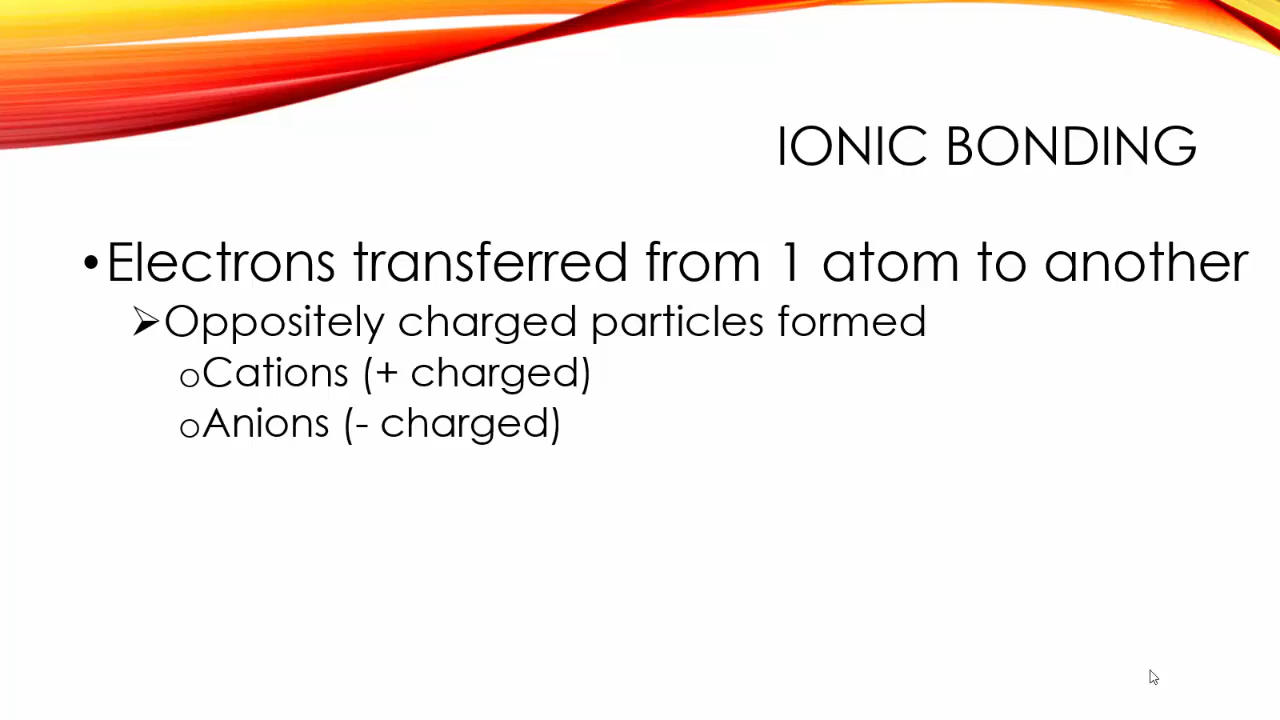 IONIC BONDING
•Electrons transferred from 1 atom to another
➢Oppositely charged particles formed
oCations (+ charged)
oAnions (- charged)